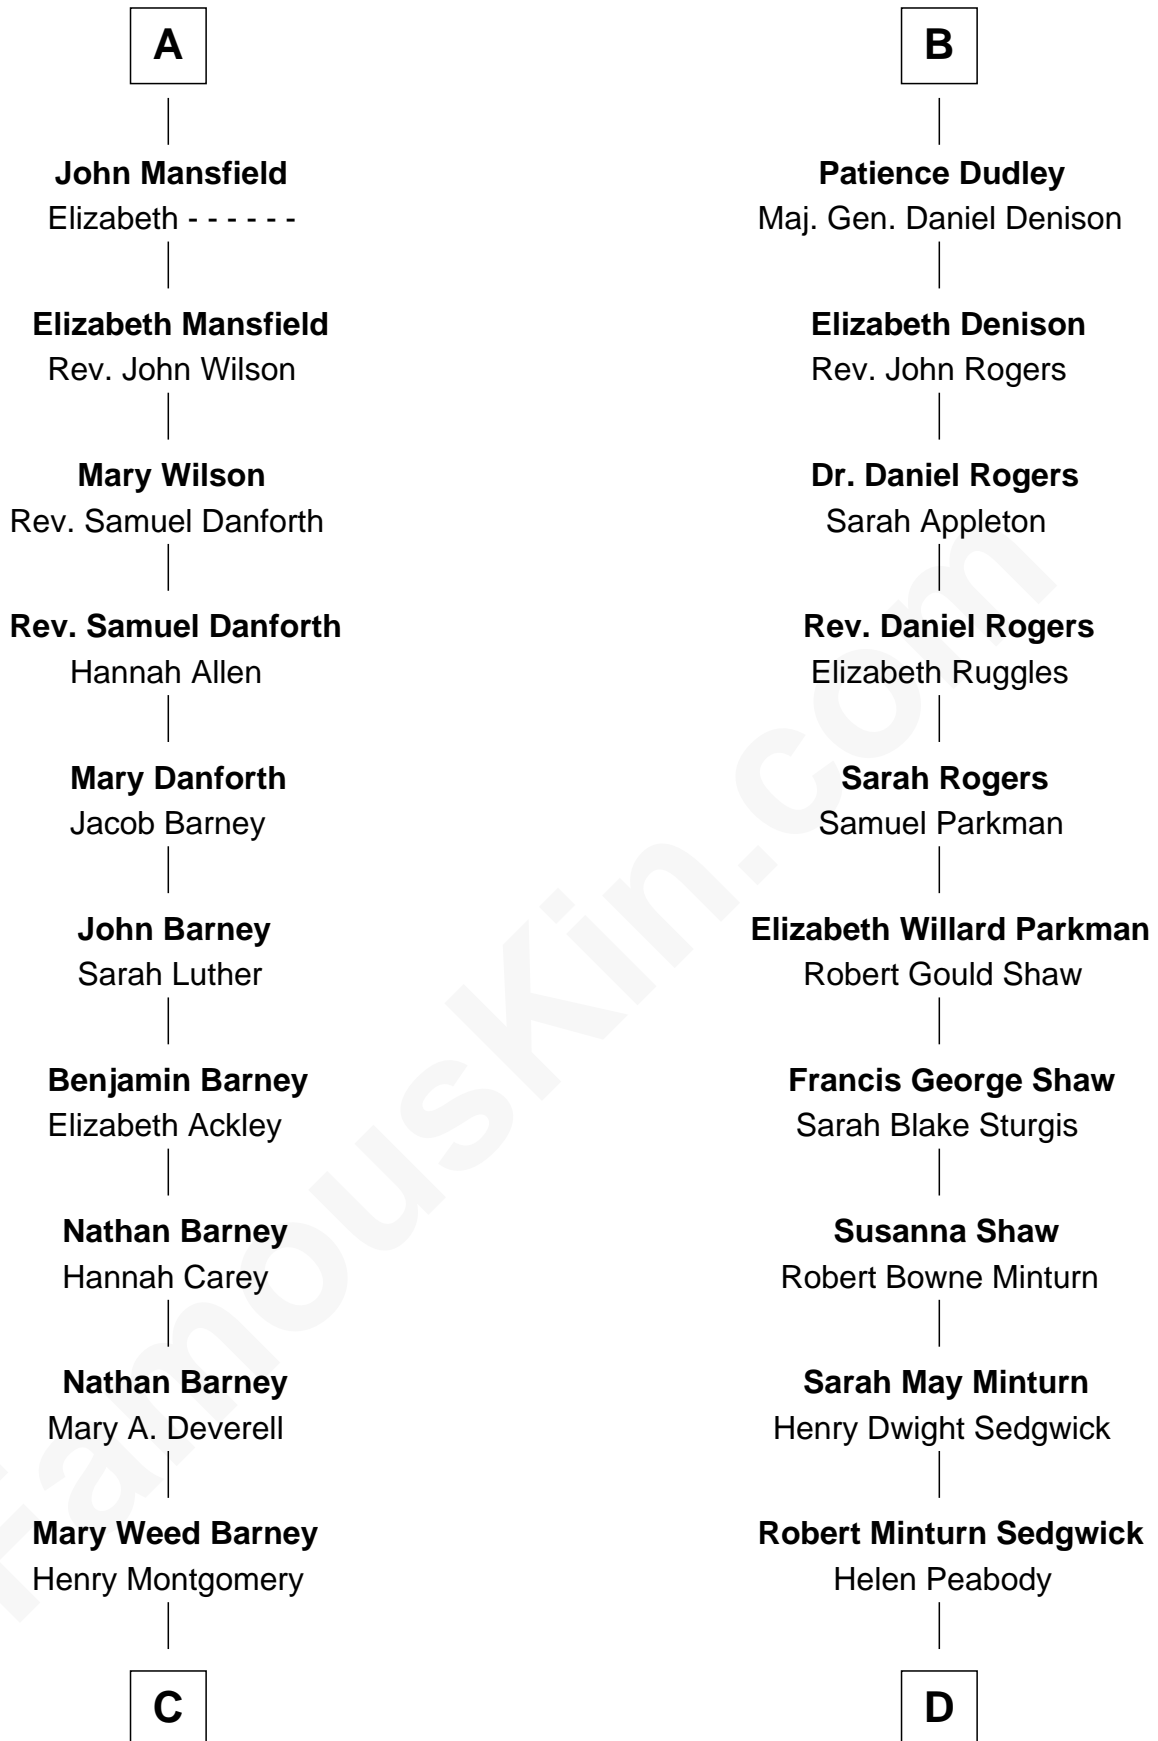 A
John Mansfield
Elizabeth - - - - - -
Elizabeth Mansfield
Rev. John Wilson
Mary Wilson
Rev. Samuel Danforth
Rev. Samuel Danforth
Hannah Allen
Mary Danforth
Jacob Barney
John Barney
Sarah Luther
Benjamin Barney
Elizabeth Ackley
Nathan Barney
Hannah Carey
Nathan Barney
Mary A. Deverell
Mary Weed Barney
Henry Montgomery
C
B
Patience Dudley
Maj. Gen. Daniel Denison
Elizabeth Denison
Rev. John Rogers
Dr. Daniel Rogers
Sarah Appleton
Rev. Daniel Rogers
Elizabeth Ruggles
Sarah Rogers
Samuel Parkman
Elizabeth Willard Parkman
Robert Gould Shaw
Francis George Shaw
Sarah Blake Sturgis
Susanna Shaw
Robert Bowne Minturn
Sarah May Minturn
Henry Dwight Sedgwick
Robert Minturn Sedgwick
Helen Peabody
D
FamousKin.com